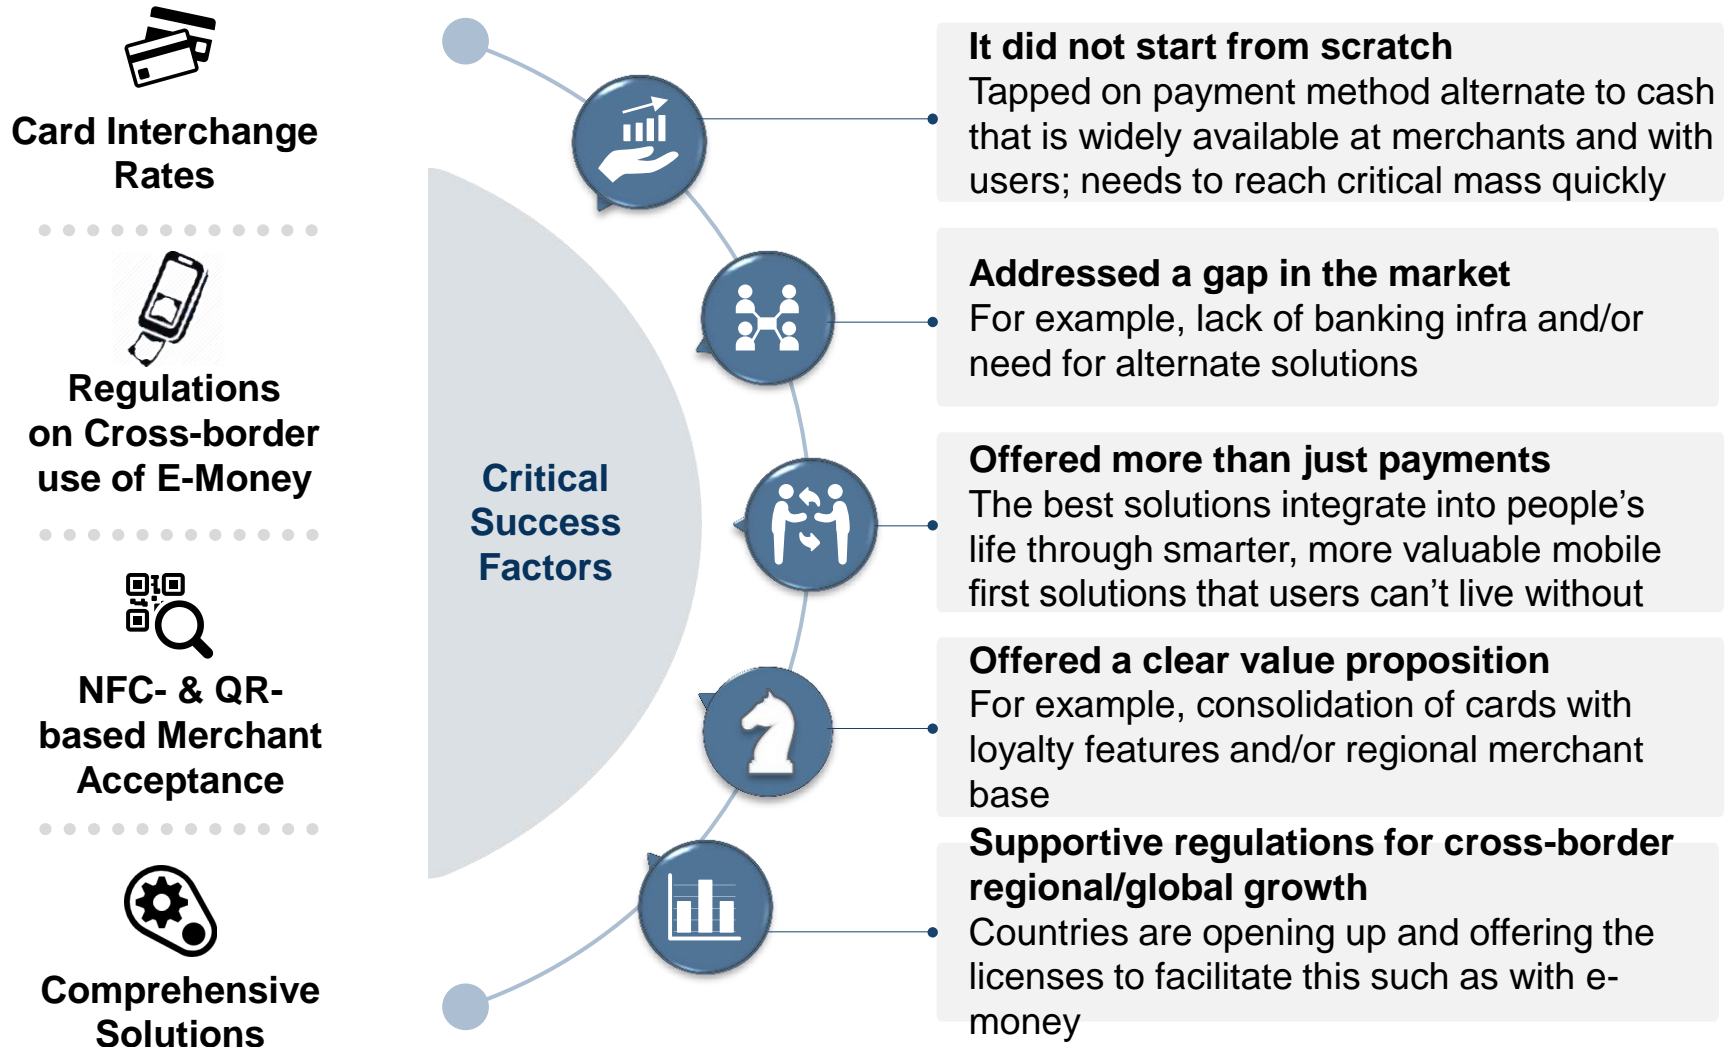 Card Interchange
Rates
Regulations
on Cross-border
use of E-Money
NFC- & QR-
based Merchant
Acceptance
Comprehensive
Solutions
Critical
Success
Factors
It did not start from scratch
Tapped on payment method alternate to cash
that is widely available at merchants and with
users; needs to reach critical mass quickly
Addressed a gap in the market
For example, lack of banking infra and/or
need for alternate solutions
Offered more than just payments
The best solutions integrate into people’s
life through smarter, more valuable mobile
first solutions that users can’t live without
Offered a clear value proposition
For example, consolidation of cards with
loyalty features and/or regional merchant
base
Supportive regulations for cross-border
regional/global growth
Countries are opening up and offering the
licenses to facilitate this such as with e-
money